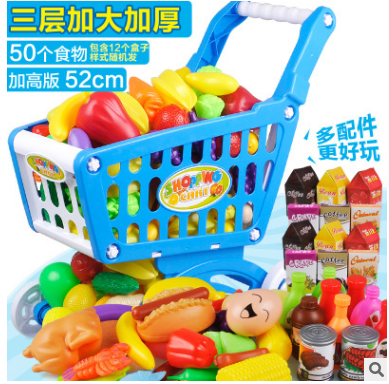 三层加大加厚
50个食物
包含12个盒子
样式随机发
加高版 52cm
多配件
更好玩
SHOPPING
coffee